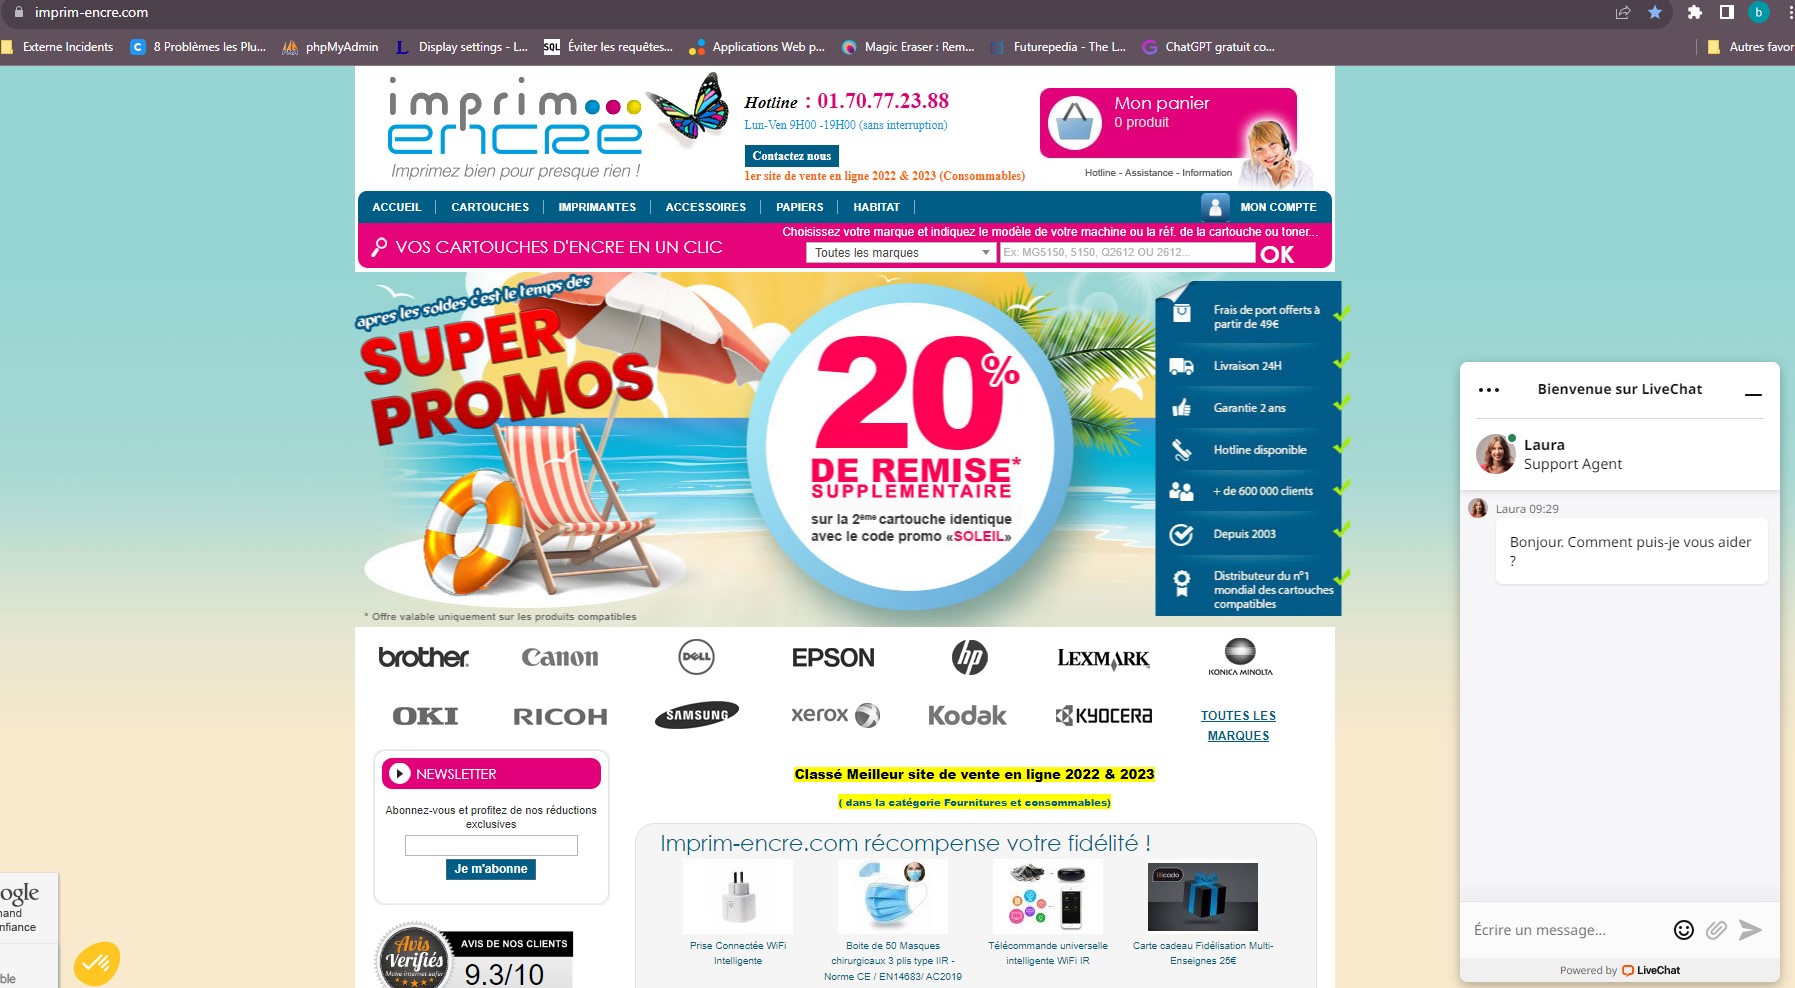 imprim-encre.com
Externe Incidents
8 Problèmes les Plu...
phpMyAdmin
Display settings - L...
SQL
Éviter les requêtes...
Applications Web p...
Magic Eraser : Rem...
Futurepedia - The L...
ChatGPT gratuit co...
Autres favor
b
imprim
encre
Imprimez bien pour presque rien !
Hotline : 01.70.77.23.88
Lun-Ven 9H00 -19H00 (sans interruption)
Contactez nous
1er site de vente en ligne 2022 & 2023 (Consommables)
Mon panier
0 produit
Hotline - Assistance - Information
ACCUEIL
CARTOUCHES
IMPRIMANTES
ACCESSOIRES
PAPIERS
HABITAT
MON COMPTE
VOS CARTOUCHES D'ENCRE EN UN CLIC
Choisissez votre marque et indiquez le modèle de votre machine ou la réf. de la cartouche ou toner...
Toutes les marques
Ex: MG5150, 5150, Q2612 OU 2612...
OK
apres les soldes c'est le temps des
SUPER
PROMOS
20%
DE REMISE*
SUPPLEMENTAIRE
sur la 2ème cartouche identique
avec le code promo «SOLEIL»
* Offre valable uniquement sur les produits compatibles
Frais de port offerts à
partir de 49€
Livraison 24H
Garantie 2 ans
Hotline disponible
+ de 600 000 clients
Depuis 2003
Distributeur du n°1
mondial des cartouches
compatibles
brother
Canon
DELL
EPSON
hp
LEXMARK
KONICA MINOLTA
OKI
RICOH
SAMSUNG
xerox
Kodak
KYOCERA
TOUTES LES
MARQUES
NEWSLETTER
Abonnez-vous et profitez de nos réductions
exclusives
Je m'abonne
Avis
Vérifiés
Make internet safer
AVIS DE NOS CLIENTS
9.3/10
Classé Meilleur site de vente en ligne 2022 & 2023
( dans la catégorie Fournitures et consommables)
Imprim-encre.com récompense votre fidélité !
illicado
Prise Connectée WiFi
Intelligente
Boite de 50 Masques
chirurgicaux 3 plis type IIR -
Norme CE / EN14683/ AC2019
Télécommande universelle
intelligente WiFi IR
Carte cadeau Fidélisation Multi-
Enseignes 25€
ogle
nand
nfiance
ble
Bienvenue sur LiveChat
Laura
Support Agent
Laura 09:29
Bonjour. Comment puis-je vous aider
?
Écrire un message...
Powered by LiveChat